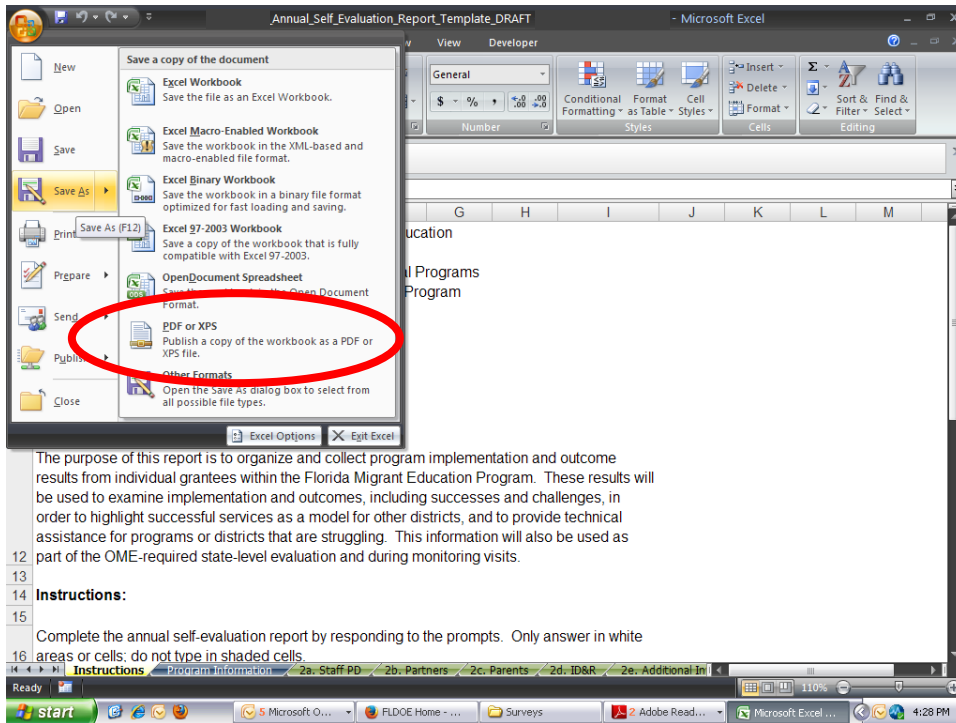 _Annual_Self_Evaluation_Report_Template_DRAFT - Microsoft Excel
View Developer
New
Open
Save
Save As
Save As (F12)
Print
Prepare
Send
Publish
Close
Save a copy of the document
Excel Workbook
Save the file as an Excel Workbook.
Excel Macro-Enabled Workbook
Save the workbook in the XML-based and
macro-enabled file format.
Excel Binary Workbook
Save the workbook in a binary file format
optimized for fast loading and saving.
Excel 97-2003 Workbook
Save a copy of the workbook that is fully
compatible with Excel 97-2003.
OpenDocument Spreadsheet
Save the workbook in the Open Document
Format.
PDF or XPS
Publish a copy of the workbook as a PDF or
XPS file.
Other Formats
Open the Save As dialog box to select from
all possible file types.
Excel Options Exit Excel
General
$ % , .0 .00 .00 .0
Number
Conditional Formatting
Format as Table
Cell Styles
Styles
Insert
Delete
Format
Cells
Σ
Sort & Filter
Find & Select
Editing
G H I J K L M
ucation
l Programs
Program
The purpose of this report is to organize and collect program implementation and outcome
results from individual grantees within the Florida Migrant Education Program. These results will
be used to examine implementation and outcomes, including successes and challenges, in
order to highlight successful services as a model for other districts, and to provide technical
assistance for programs or districts that are struggling. This information will also be used as
12 part of the OME-required state-level evaluation and during monitoring visits.
13
14 Instructions:
15
Complete the annual self-evaluation report by responding to the prompts. Only answer in white
16 areas or cells; do not type in shaded cells.
Instructions Program Information 2a. Staff PD 2b. Partners 2c. Parents 2d. ID&R 2e. Additional In
Ready 110%
start 5 Microsoft O... FLDOE Home - ... Surveys 2 Adobe Read... Microsoft Excel ... 4:28 PM